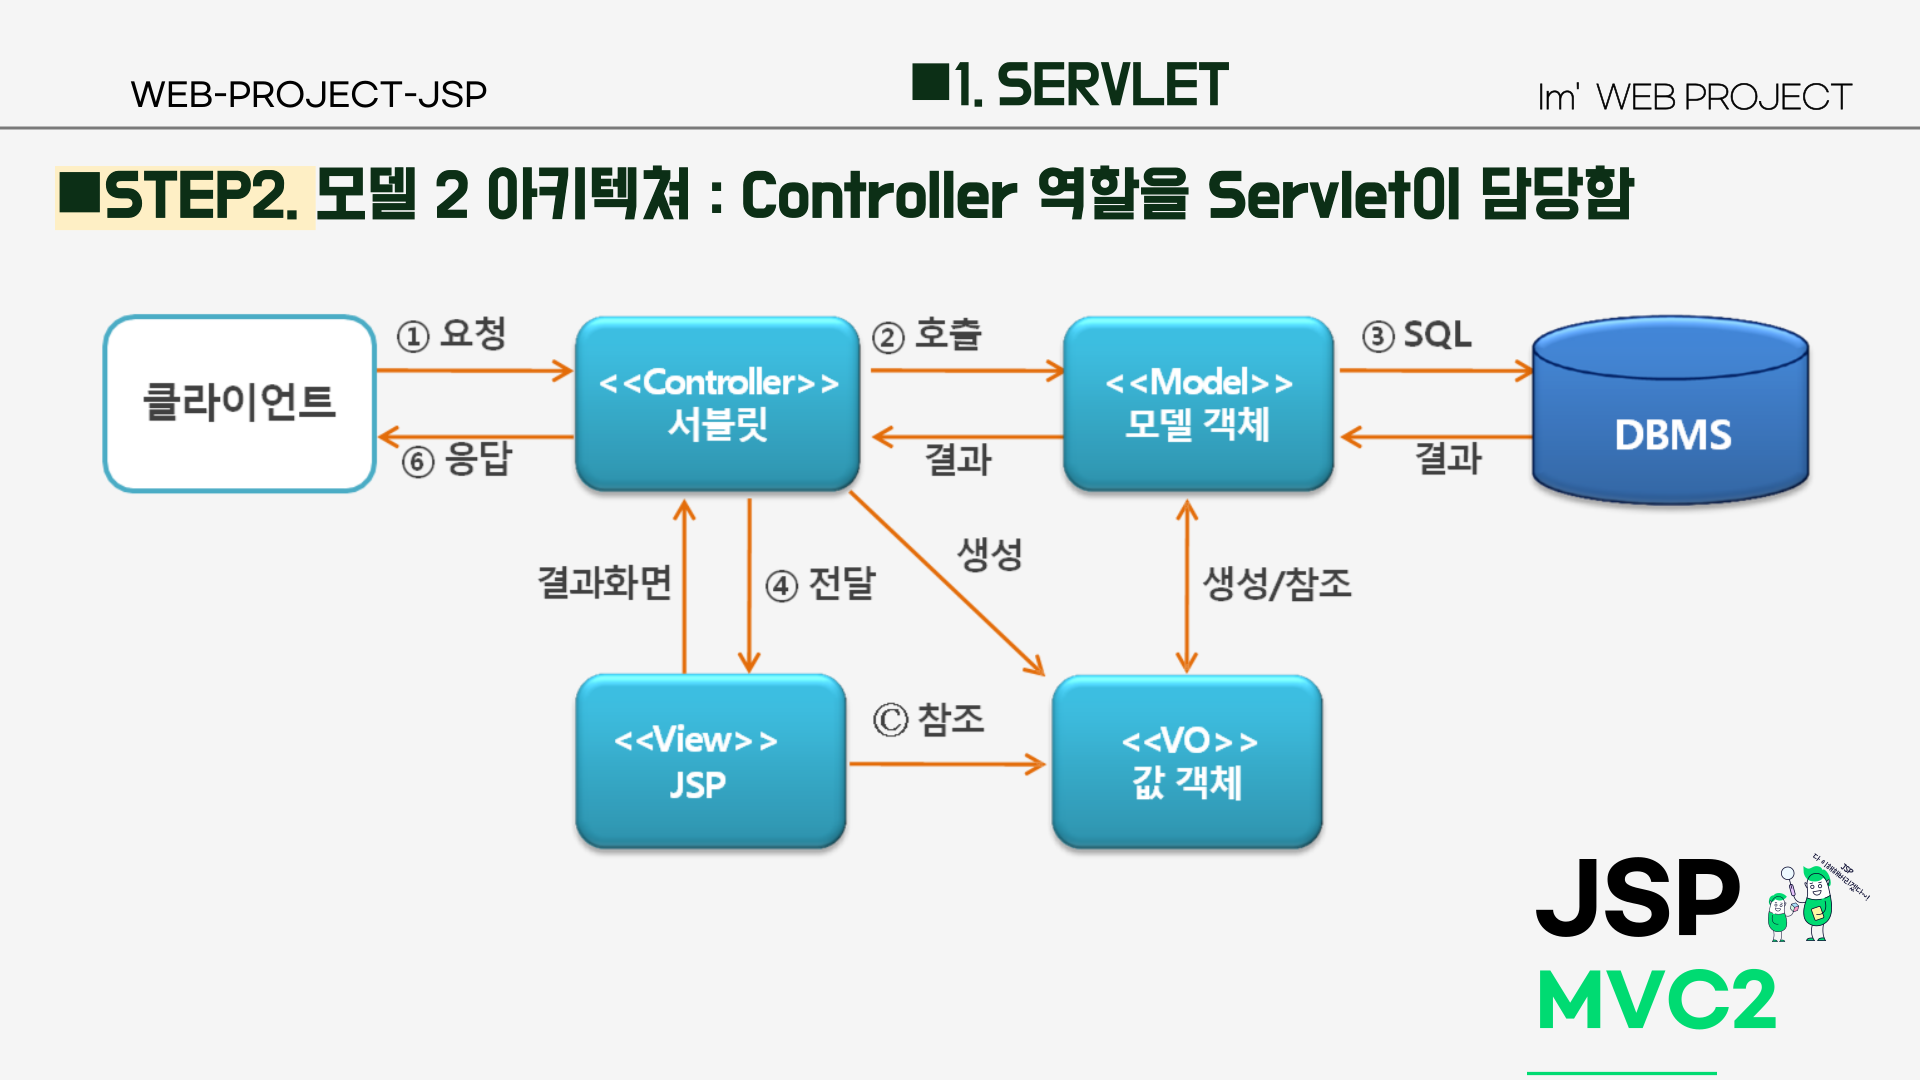 WEB-PROJECT-JSP
■1. SERVLET
Im' WEB PROJECT
■STEP2. 모델 2 아키텍쳐 : Controller 역할을 Servlet이 담당함
클라이언트
① 요청
⑥ 응답
<<Controller>>
서블릿
② 호출
결과
<<Model>>
모델 객체
③ SQL
결과
DBMS
결과화면
④ 전달
생성
생성/참조
<<View>>
JSP
Ⓒ 참조
<<VO>>
값 객체
JSP
JSP
MVC2